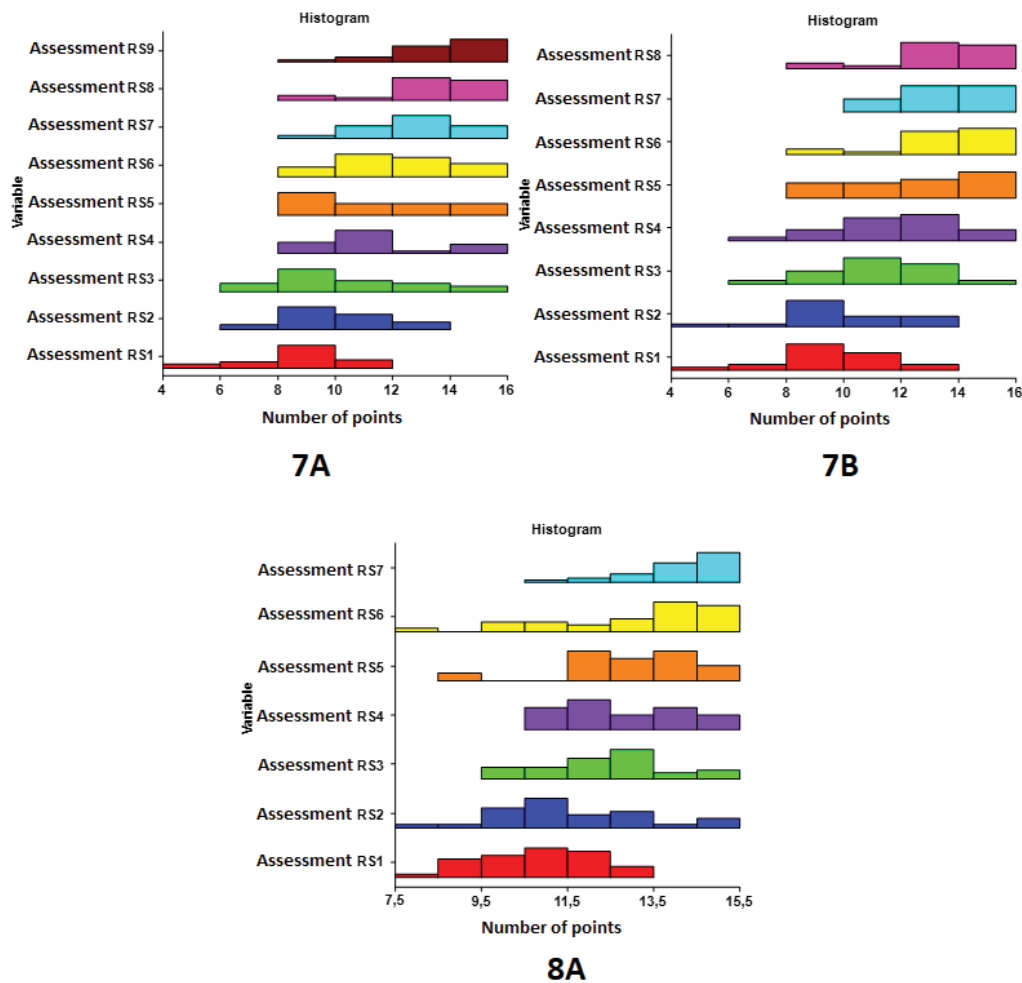 Histogram
Assessment RS9
Assessment RS8
Assessment RS7
Assessment RS6
Assessment RS5
Assessment RS4
Assessment RS3
Assessment RS2
Assessment RS1
Variable
4 6 8 10 12 14 16
Number of points
7A
Histogram
Assessment RS8
Assessment RS7
Assessment RS6
Assessment RS5
Assessment RS4
Assessment RS3
Assessment RS2
Assessment RS1
Variable
4 6 8 10 12 14 16
Number of points
7B
Histogram
Assessment RS7
Assessment RS6
Assessment RS5
Assessment RS4
Assessment RS3
Assessment RS2
Assessment RS1
Variable
7,5 9,5 11,5 13,5 15,5
Number of points
8A